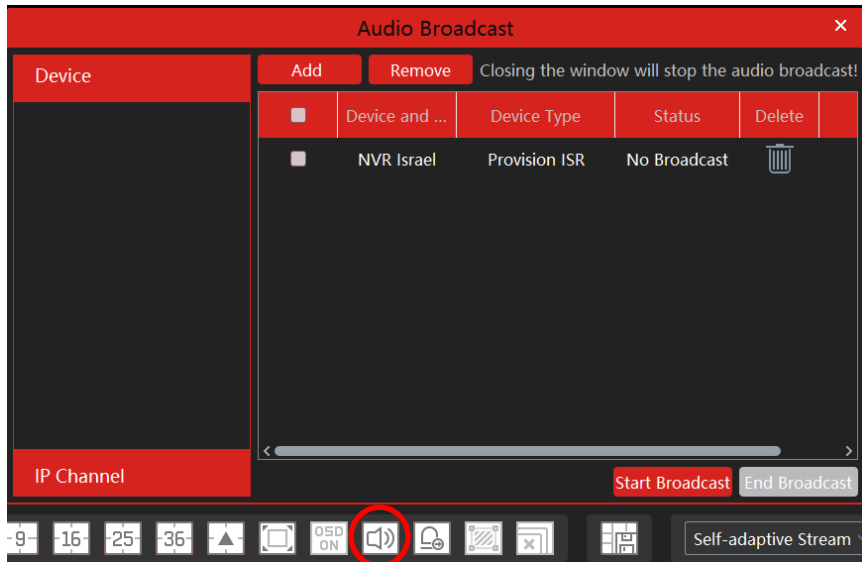 Audio Broadcast
Device
Add Remove Closing the window will stop the audio broadcast!
Device and ... Device Type Status Delete
NVR Israel Provision ISR No Broadcast
IP Channel
Start Broadcast End Broadcast
9 16 25 36 OSD ON Self-adaptive Stream